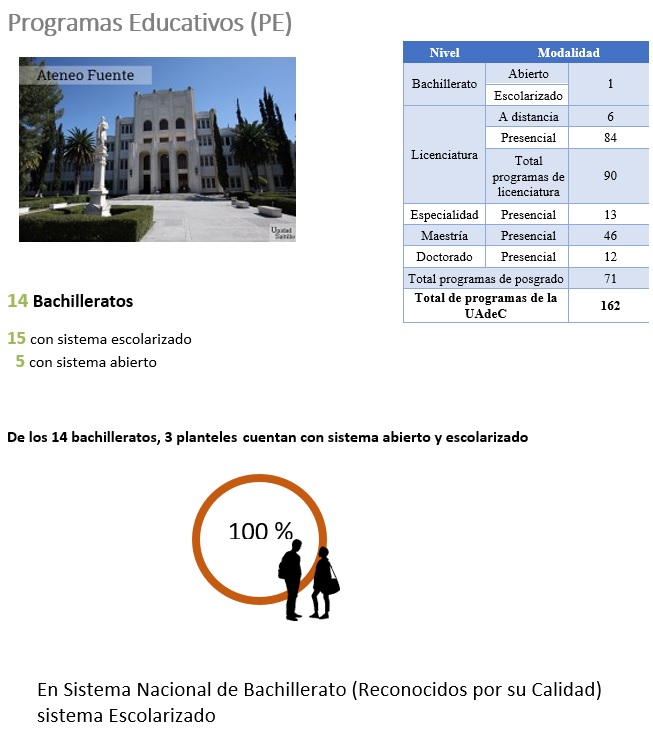 Programas Educativos (PE)
Ateneo Fuente
Unidad
Saltillo
Nivel Modalidad
Bachillerato Abierto 1
Escolarizado
Licenciatura A distancia 6
Presencial 84
Total
programas de
licenciatura 90
Especialidad Presencial 13
Maestría Presencial 46
Doctorado Presencial 12
Total programas de posgrado 71
Total de programas de la
UAdeC 162
14 Bachilleratos
15 con sistema escolarizado
5 con sistema abierto
De los 14 bachilleratos, 3 planteles cuentan con sistema abierto y escolarizado
100 %
En Sistema Nacional de Bachillerato (Reconocidos por su Calidad)
sistema Escolarizado